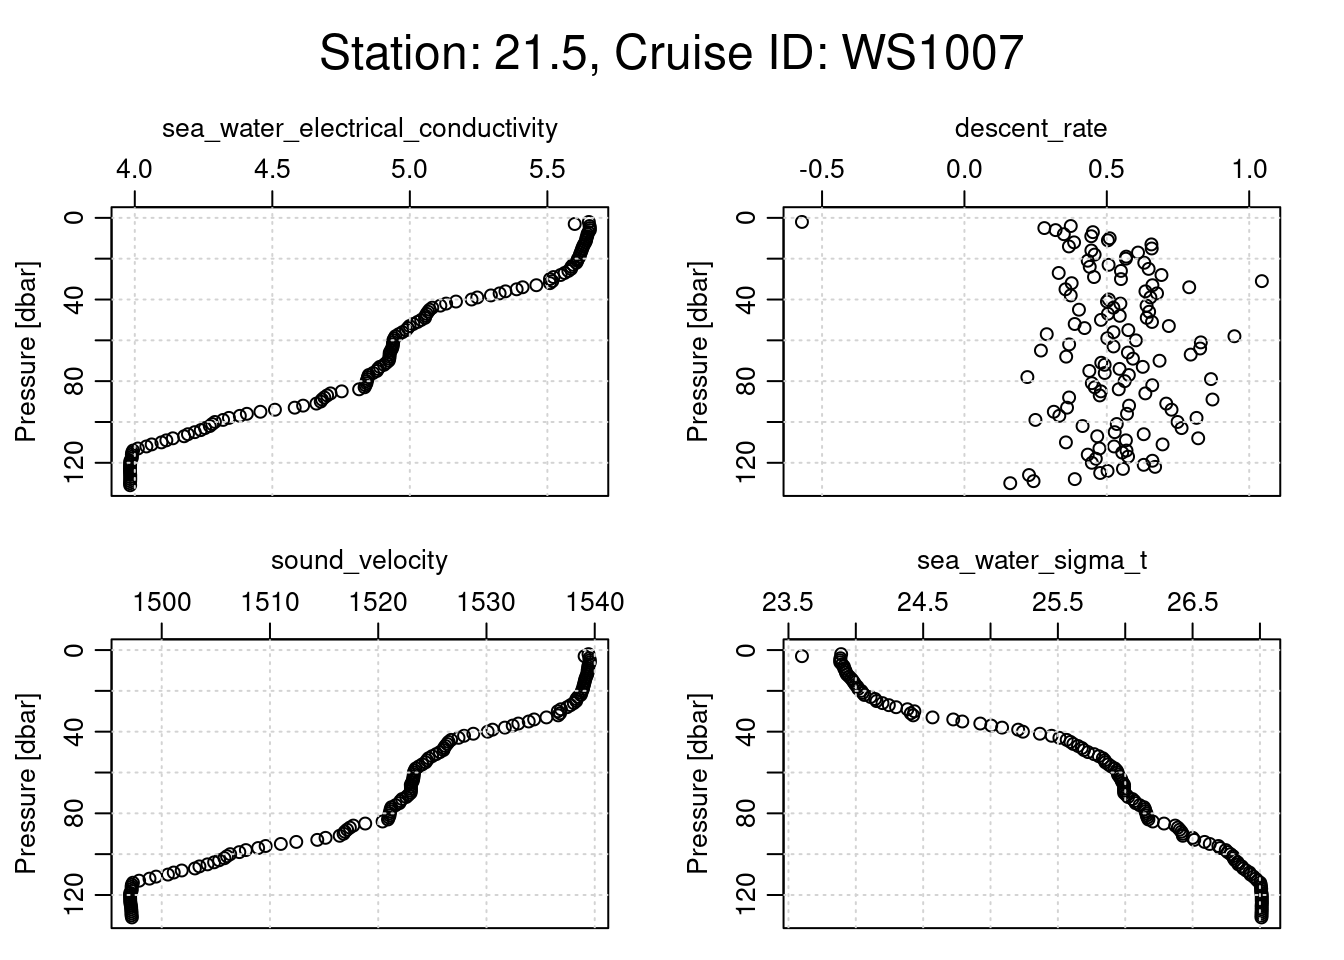 Station: 21.5, Cruise ID: WS1007
sea_water_electrical_conductivity
4.0 4.5 5.0 5.5
Pressure [dbar]
0 40 80 120
descent_rate
-0.5 0.0 0.5 1.0
Pressure [dbar]
0 40 80 120
sound_velocity
1500 1510 1520 1530 1540
Pressure [dbar]
0 40 80 120
sea_water_sigma_t
23.5 24.5 25.5 26.5
Pressure [dbar]
0 40 80 120